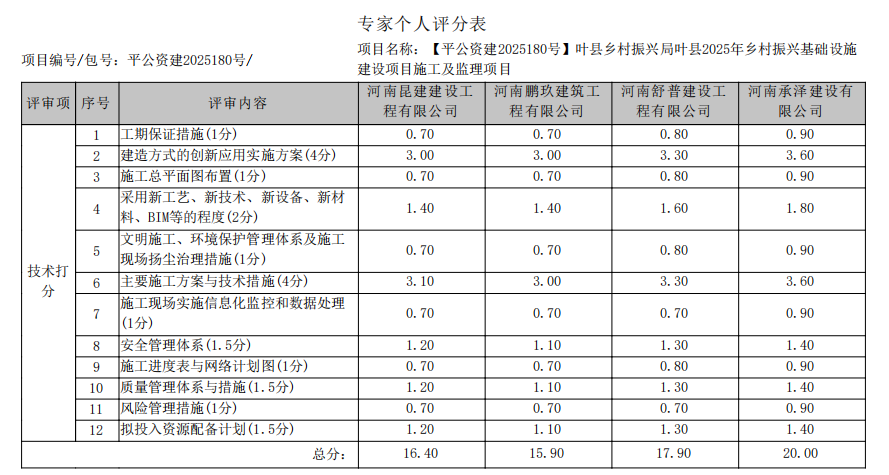 专家个人评分表
项目编号/包号: 平公资建2025180号/
项目名称: 【平公资建2025180号】叶县乡村振兴局叶县2025年乡村振兴基础设施
建设项目施工及监理项目
评审项 序号 评审内容 河南昆建建设工程有限公司 河南鹏玖建筑工程有限公司 河南舒普建设工程有限公司 河南承泽建设有限公司
技术打分
1 工期保证措施(1分) 0.70 0.70 0.80 0.90
2 建造方式的创新应用实施方案(4分) 3.00 3.00 3.30 3.60
3 施工总平面图布置(1分) 0.70 0.70 0.80 0.90
4 采用新工艺、新技术、新设备、新材
料、BIM等的程度(2分) 1.40 1.40 1.60 1.80
5 文明施工、环境保护管理体系及施工
现场扬尘治理措施(1分) 0.70 0.70 0.80 0.90
6 主要施工方案与技术措施(4分) 3.10 3.00 3.30 3.60
7 施工现场实施信息化监控和数据处理
(1分) 0.70 0.70 0.70 0.90
8 安全管理体系(1.5分) 1.20 1.10 1.30 1.40
9 施工进度表与网络计划图(1分) 0.70 0.70 0.80 0.90
10 质量管理体系与措施(1.5分) 1.20 1.10 1.30 1.40
11 风险管理措施(1分) 0.70 0.70 0.70 0.90
12 拟投入资源配备计划(1.5分) 1.20 1.10 1.30 1.40
总分: 16.40 15.90 17.90 20.00